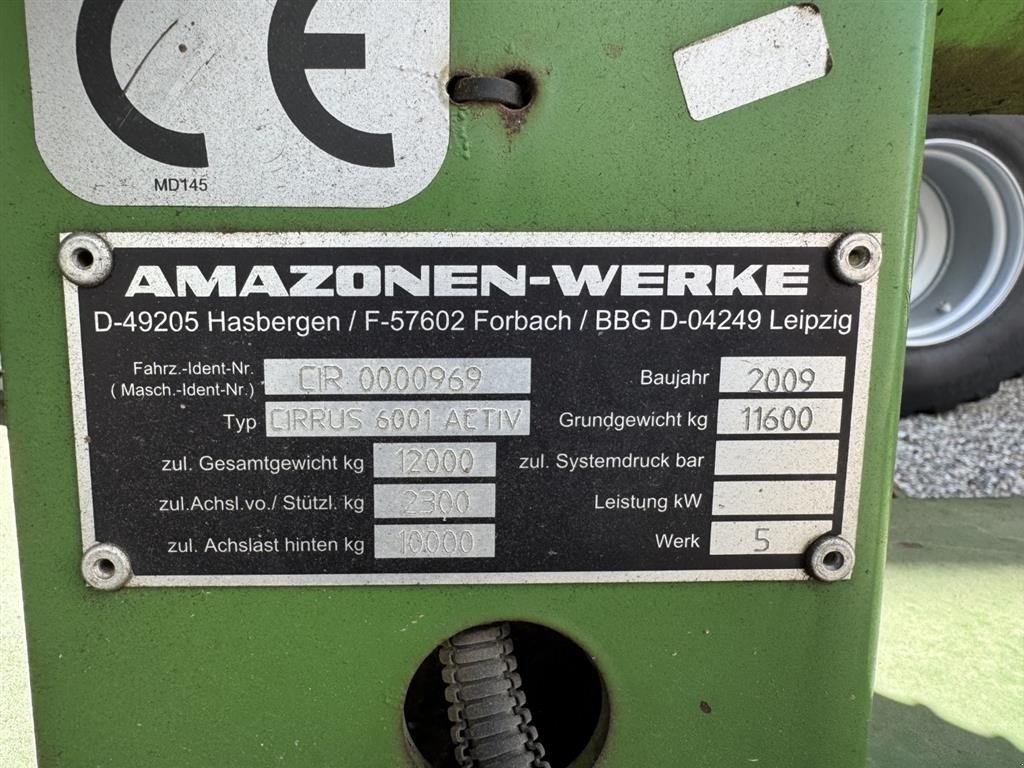 CE
MD145
AMAZONEN-WERKE
D-49205 Hasbergen / F-57602 Forbach / BBG D-04249 Leipzig
Fahrz.-Ident-Nr.
( Masch.-Ident-Nr.) CIR 0000969
Baujahr 2009
Typ CIRRUS 6001 ACTIV
Grundgewicht kg 11600
zul. Gesamtgewicht kg 12000
zul. Systemdruck bar
zul.Achsl.vo./ Stützl. kg 2300
Leistung kW
zul. Achslast hinten kg 10000
Werk 5